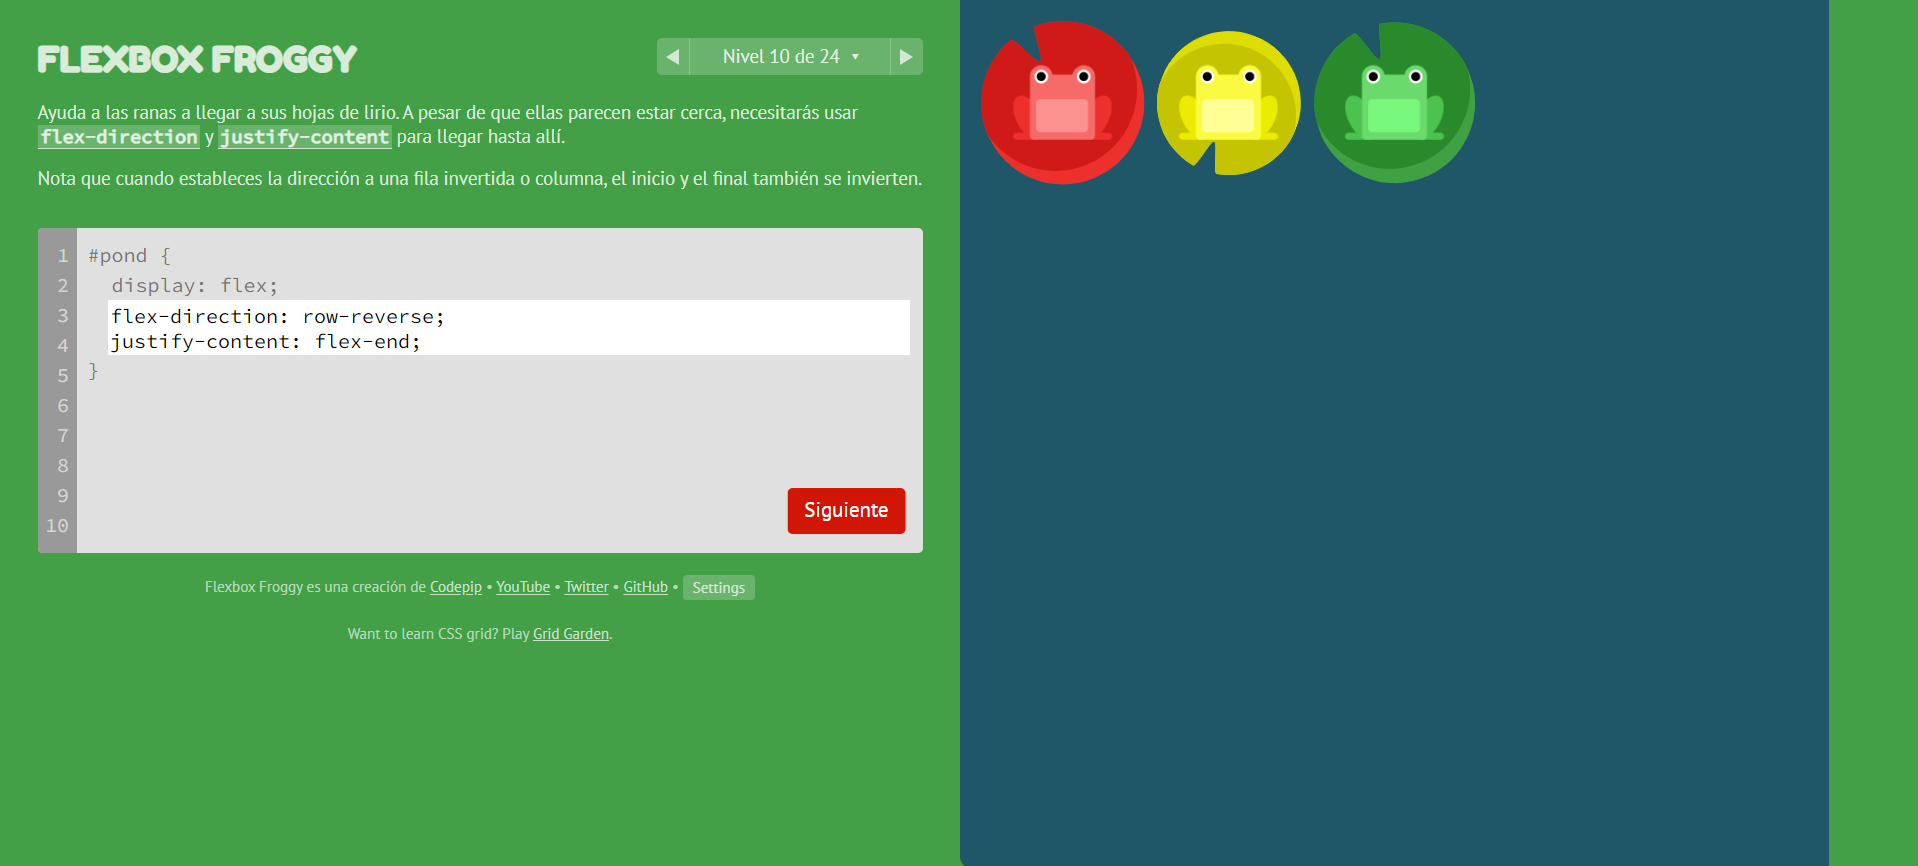 FLEXBOX FROGGY
Nivel 10 de 24 ▼
Ayuda a las ranas a llegar a sus hojas de lirio. A pesar de que ellas parecen estar cerca, necesitarás usar
flex-direction y justify-content para llegar hasta allí.
Nota que cuando estableces la dirección a una fila invertida o columna, el inicio y el final también se invierten.
1 #pond {
2 display: flex;
3 flex-direction: row-reverse;
4 justify-content: flex-end;
5 }
6
7
8
9
10
Siguiente
Flexbox Froggy es una creación de Codepip • YouTube • Twitter • GitHub • Settings
Want to learn CSS grid? Play Grid Garden.